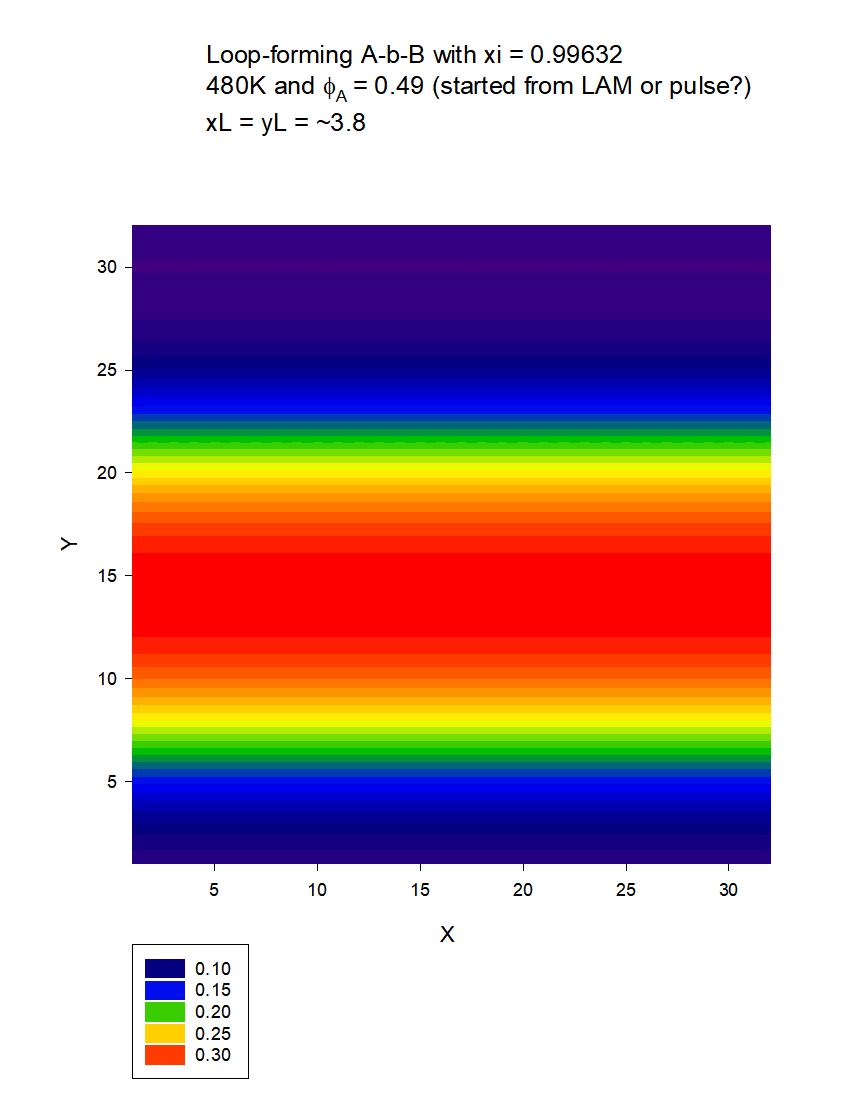 Loop-forming A-b-B with xi = 0.99632
480K and ϕA = 0.49 (started from LAM or pulse?)
xL = yL = ~3.8
30
25
20
15
10
5
Y
5 10 15 20 25 30
X
0.10
0.15
0.20
0.25
0.30